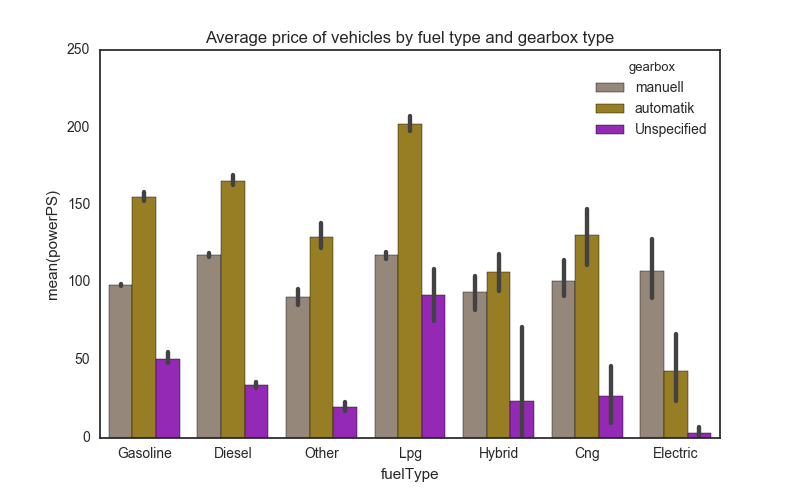 Average price of vehicles by fuel type and gearbox type
gearbox
manuell
automatik
Unspecified
mean(powerPS)
250
200
150
100
50
0
Gasoline Diesel Other Lpg Hybrid Cng Electric
fuelType